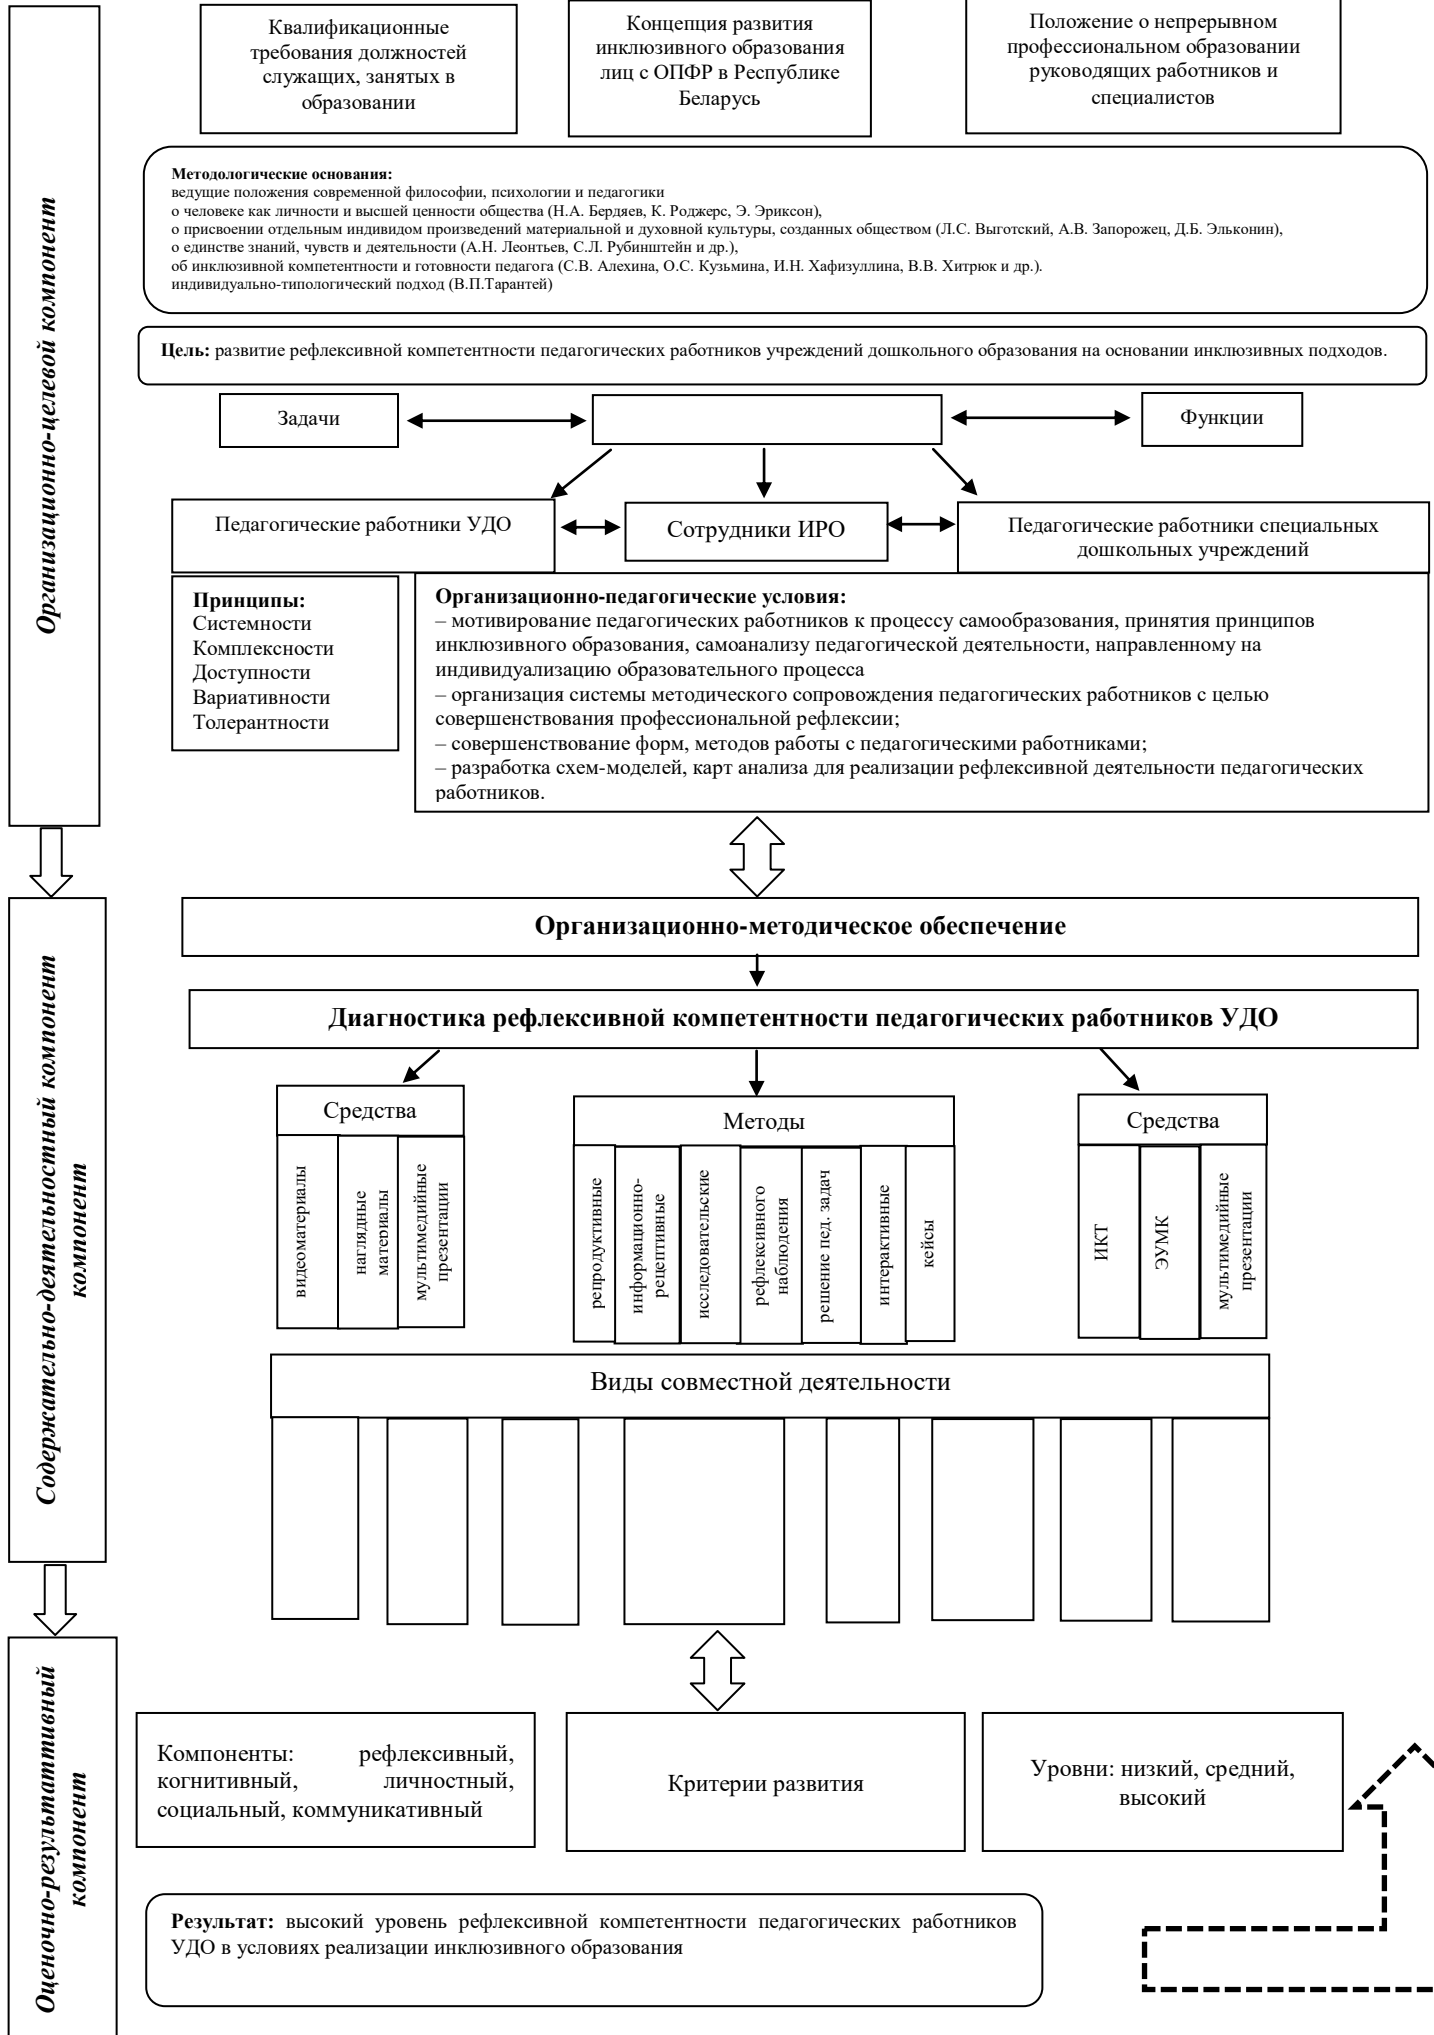 Организационно-целевой компонент
Квалификационные
требования должностей
служащих, занятых в
образовании
Концепция развития
инклюзивного образования
лиц с ОПФР в Республике
Беларусь
Положение о непрерывном
профессиональном образовании
руководящих работников и
специалистов
Методологические основания:
ведущие положения современной философии, психологии и педагогики
о человеке как личности и высшей ценности общества (Н.А. Бердяев, К. Роджерс, Э. Эриксон),
о присвоении отдельным индивидом произведений материальной и духовной культуры, созданных обществом (Л.С. Выготский, А.В. Запорожец, Д.Б. Эльконин),
о единстве знаний, чувств и деятельности (А.Н. Леонтьев, С.Л. Рубинштейн и др.),
об инклюзивной компетентности и готовности педагога (С.В. Алехина, О.С. Кузьмина, И.Н. Хафизуллина, В.В. Хитрюк и др.).
индивидуально-типологический подход (В.П.Тарантей)
Цель: развитие рефлексивной компетентности педагогических работников учреждений дошкольного образования на основании инклюзивных подходов.
Задачи
Функции
Педагогические работники УДО
Сотрудники ИРО
Педагогические работники специальных
дошкольных учреждений
Принципы:
Системности
Комплексности
Доступности
Вариативности
Толерантности
Организационно-педагогические условия:
– мотивирование педагогических работников к процессу самообразования, принятия принципов
инклюзивного образования, самоанализу педагогической деятельности, направленному на
индивидуализацию образовательного процесса
– организация системы методического сопровождения педагогических работников с целью
совершенствования профессиональной рефлексии;
– совершенствование форм, методов работы с педагогическими работниками;
– разработка схем-моделей, карт анализа для реализации рефлексивной деятельности педагогических
работников.
Содержательно-деятельностный компонент
компонент
Организационно-методическое обеспечение
Диагностика рефлексивной компетентности педагогических работников УДО
Средства
видеоматериалы
наглядные
материалы
мультимедийные
презентации
Методы
репродуктивные
информационно-
рецептивные
исследовательские
рефлексивного
наблюдения
решение пед. задач
интерактивные
кейсы
Средства
ИКТ
ЭУМК
мультимедийные
презентации
Виды совместной деятельности
Оценочно-результаттивный
компонент
Компоненты: рефлексивный,
когнитивный, личностный,
социальный, коммуникативный
Критерии развития
Уровни: низкий, средний,
высокий
Результат: высокий уровень рефлексивной компетентности педагогических работников
УДО в условиях реализации инклюзивного образования